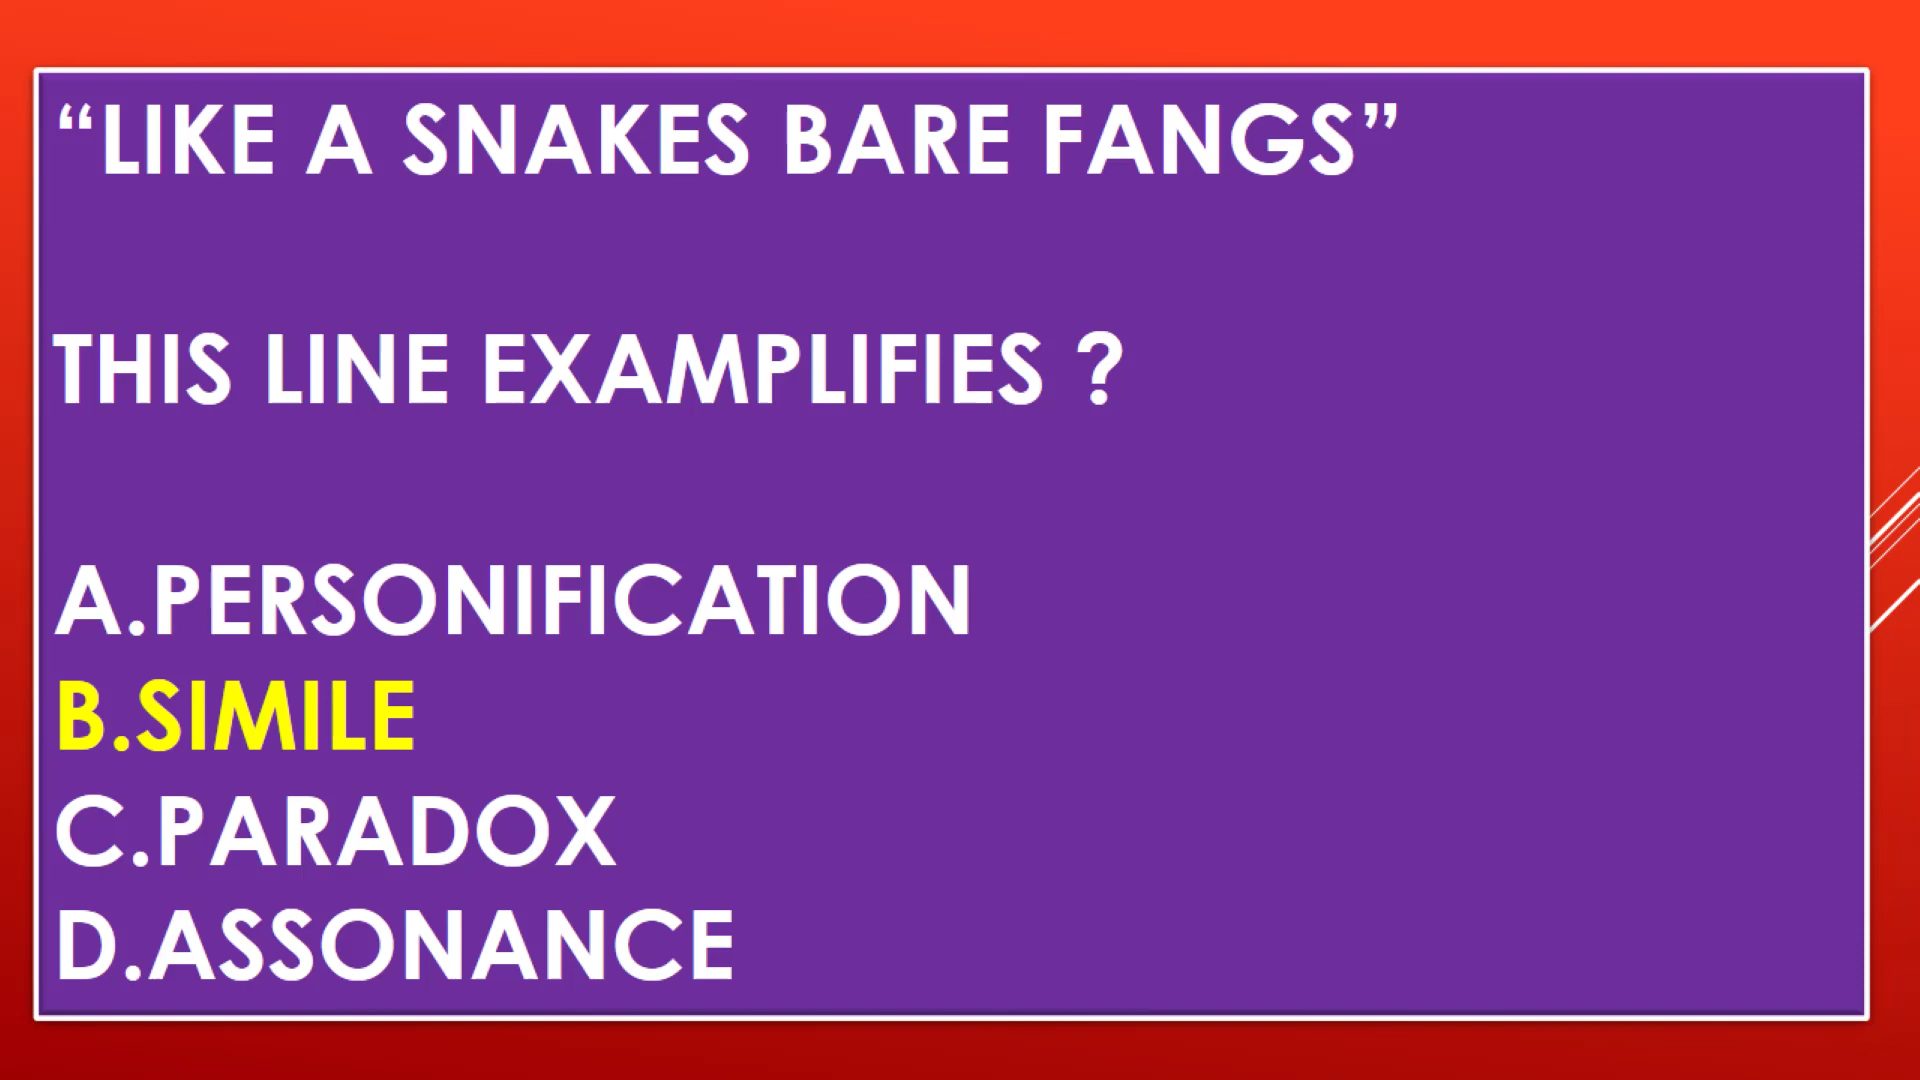 “LIKE A SNAKES BARE FANGS”
THIS LINE EXAMPLIFIES ?
A.PERSONIFICATION
B.SIMILE
C.PARADOX
D.ASSONANCE